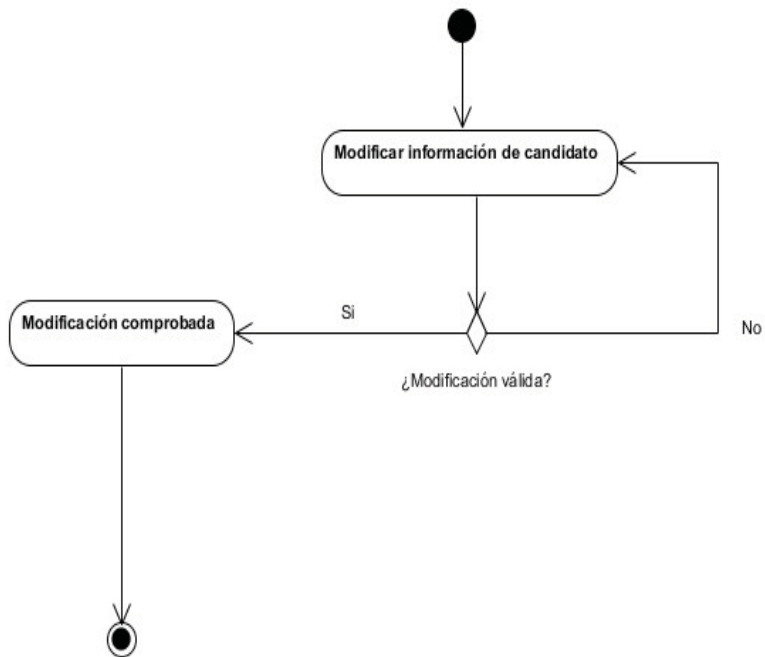 Modificar información de candidato
Modificación comprobada
Si
No
¿Modificación válida?